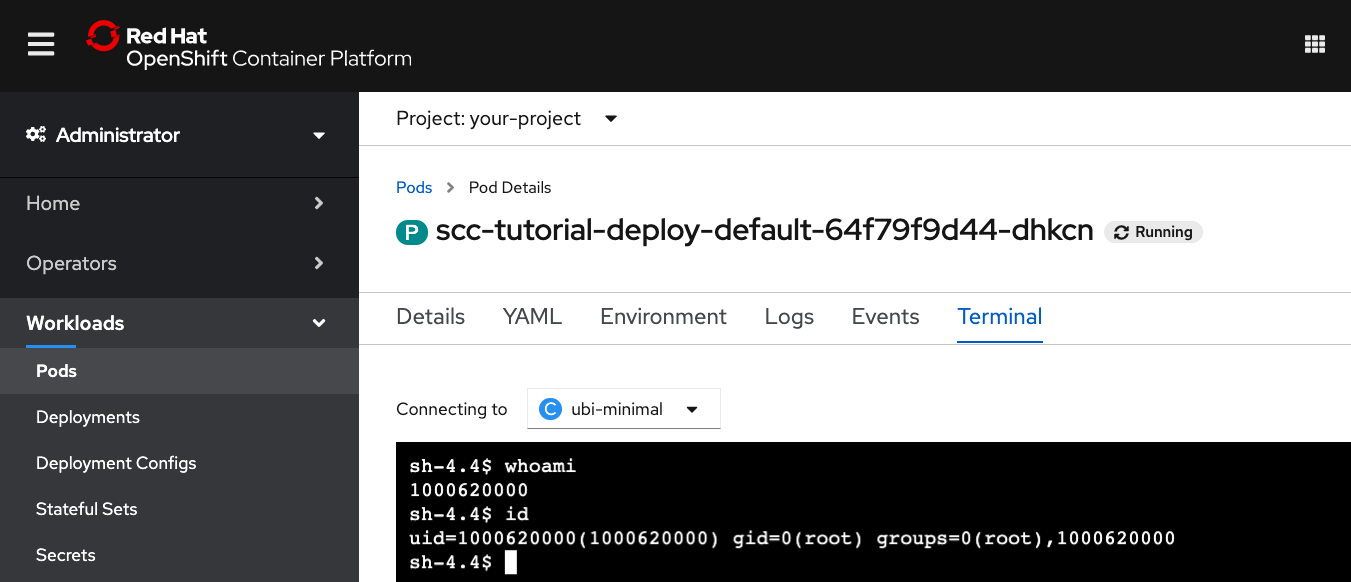 Red Hat
OpenShift Container Platform
Administrator
Home
Operators
Workloads
Pods
Deployments
Deployment Configs
Stateful Sets
Secrets
Project: your-project
Pods > Pod Details
P scc-tutorial-deploy-default-64f79f9d44-dhkcn Running
Details YAML Environment Logs Events Terminal
Connecting to C ubi-minimal
sh-4.4$ whoami
1000620000
sh-4.4$ id
uid=1000620000(1000620000) gid=0(root) groups=0(root),1000620000
sh-4.4$